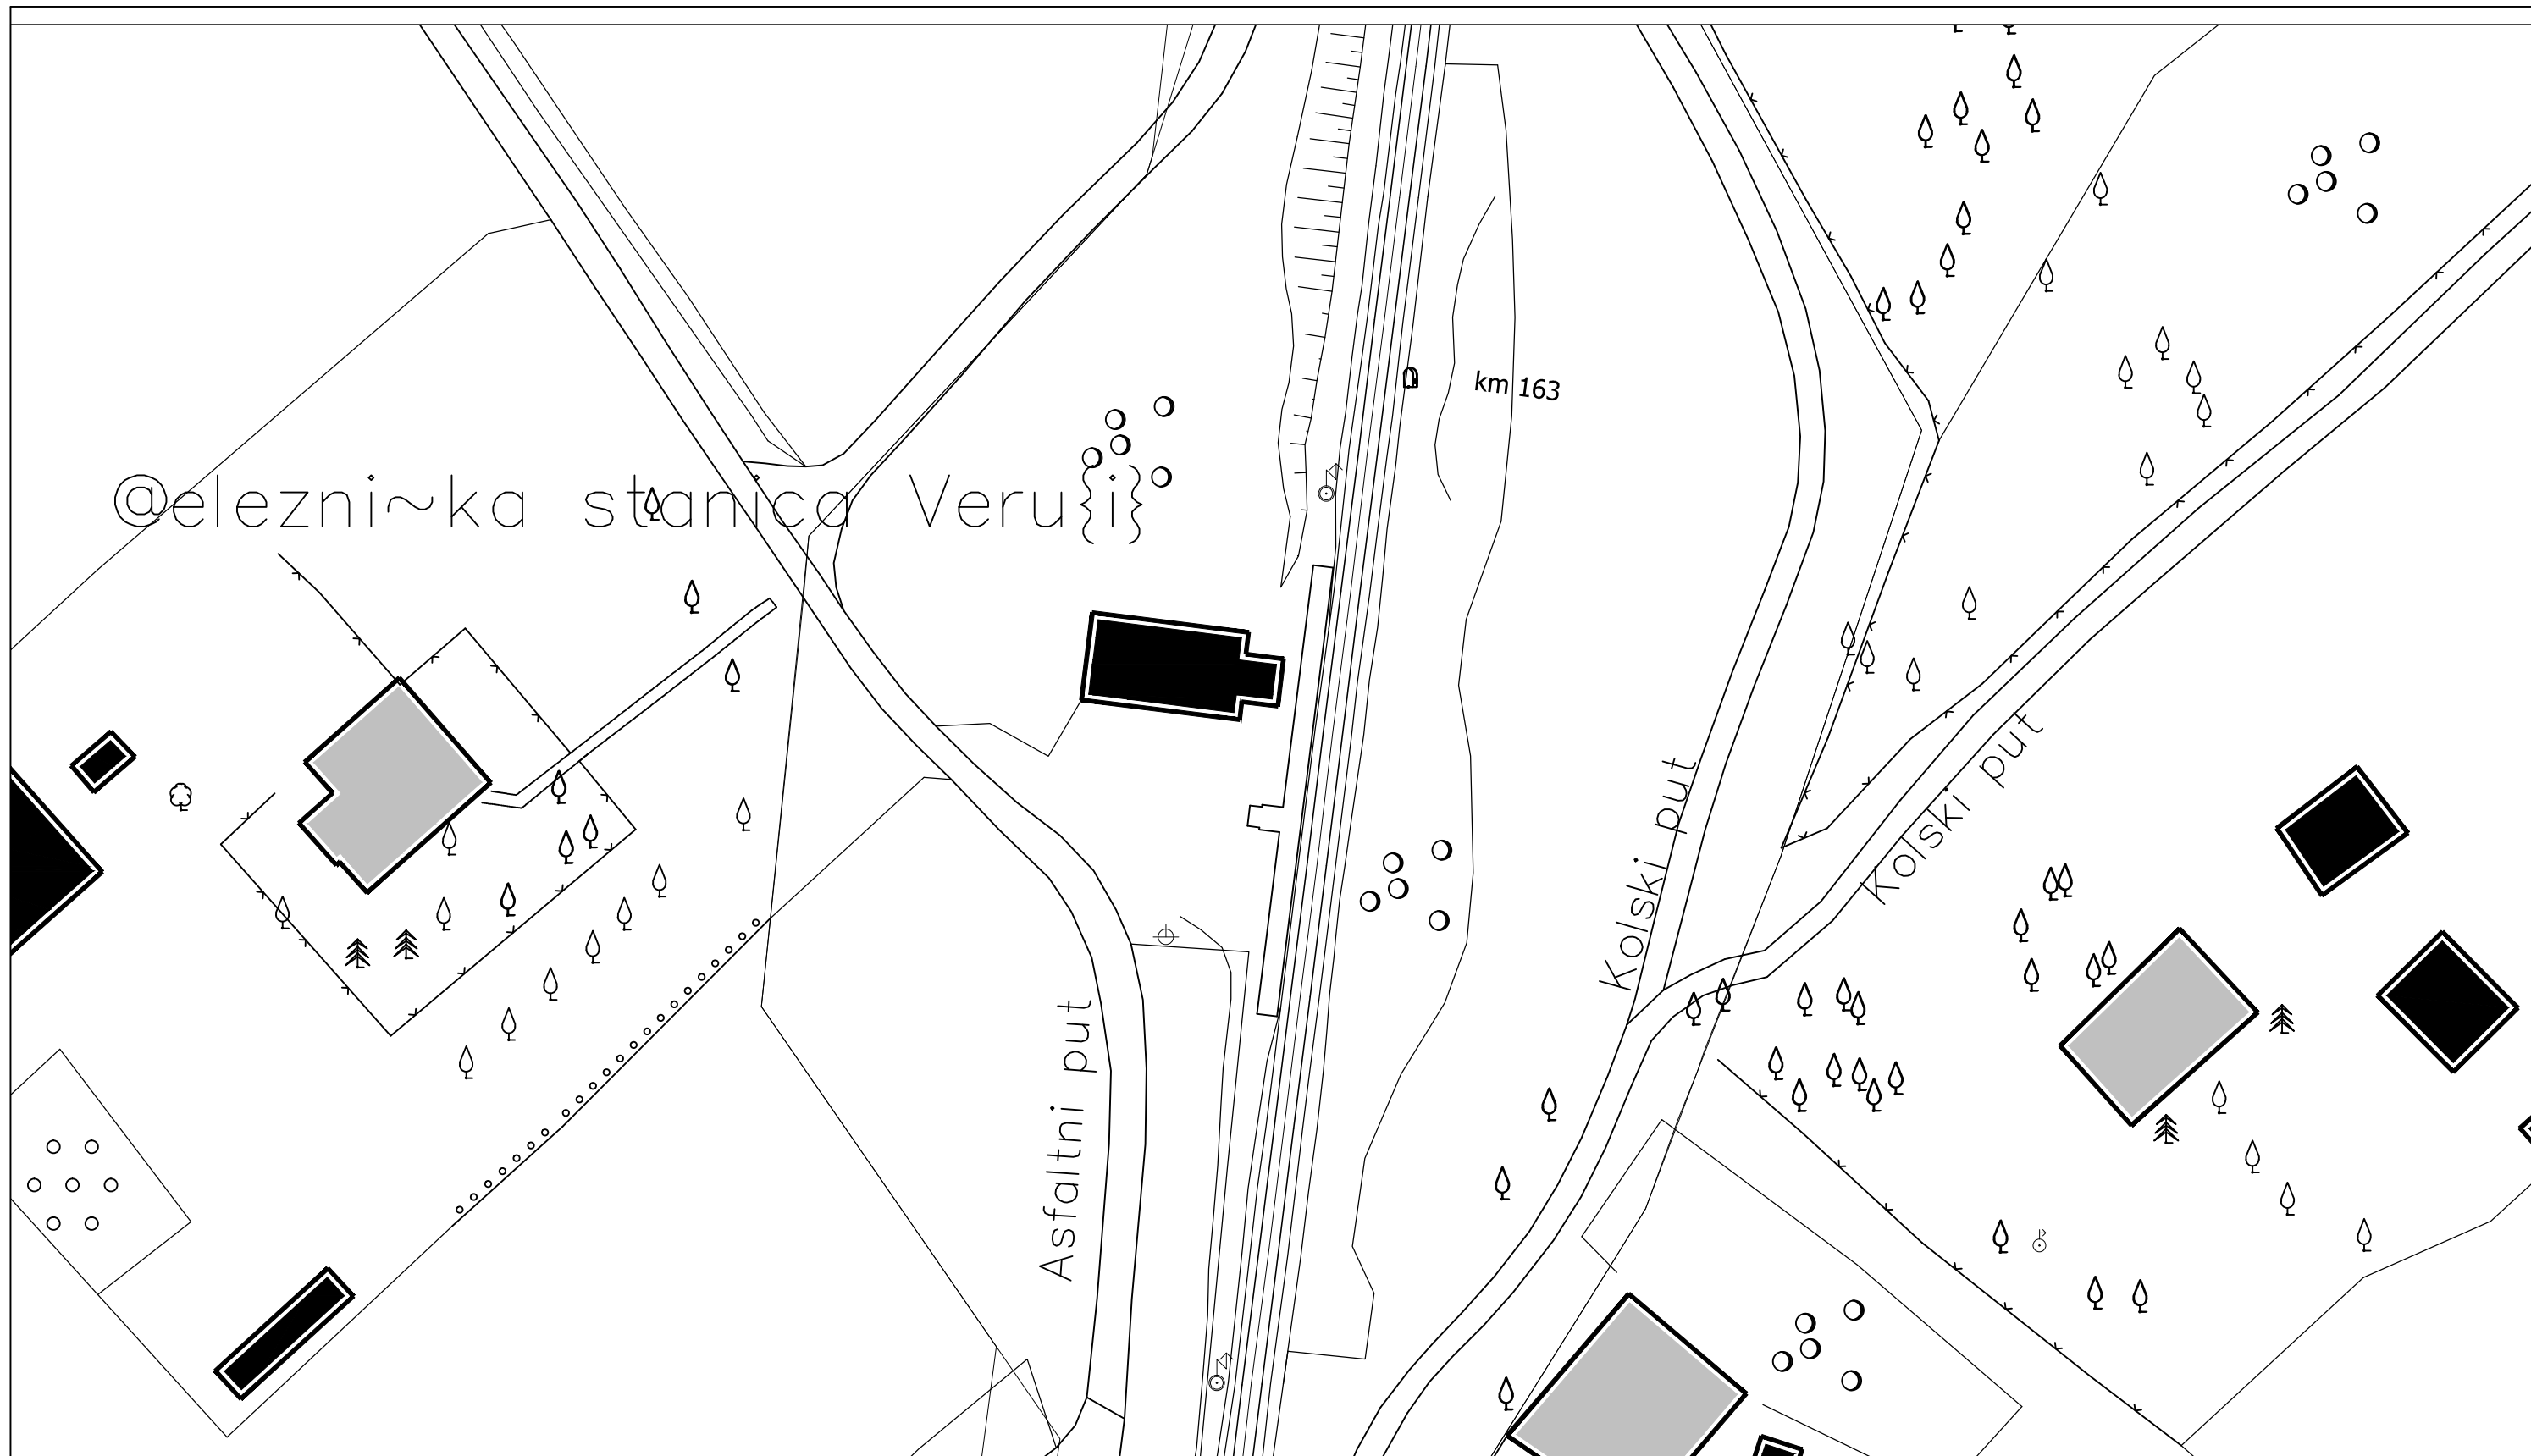 km 163
@elezni~ka stanica Veru{i}
Kolski put
Kolski put
Asfaltni put